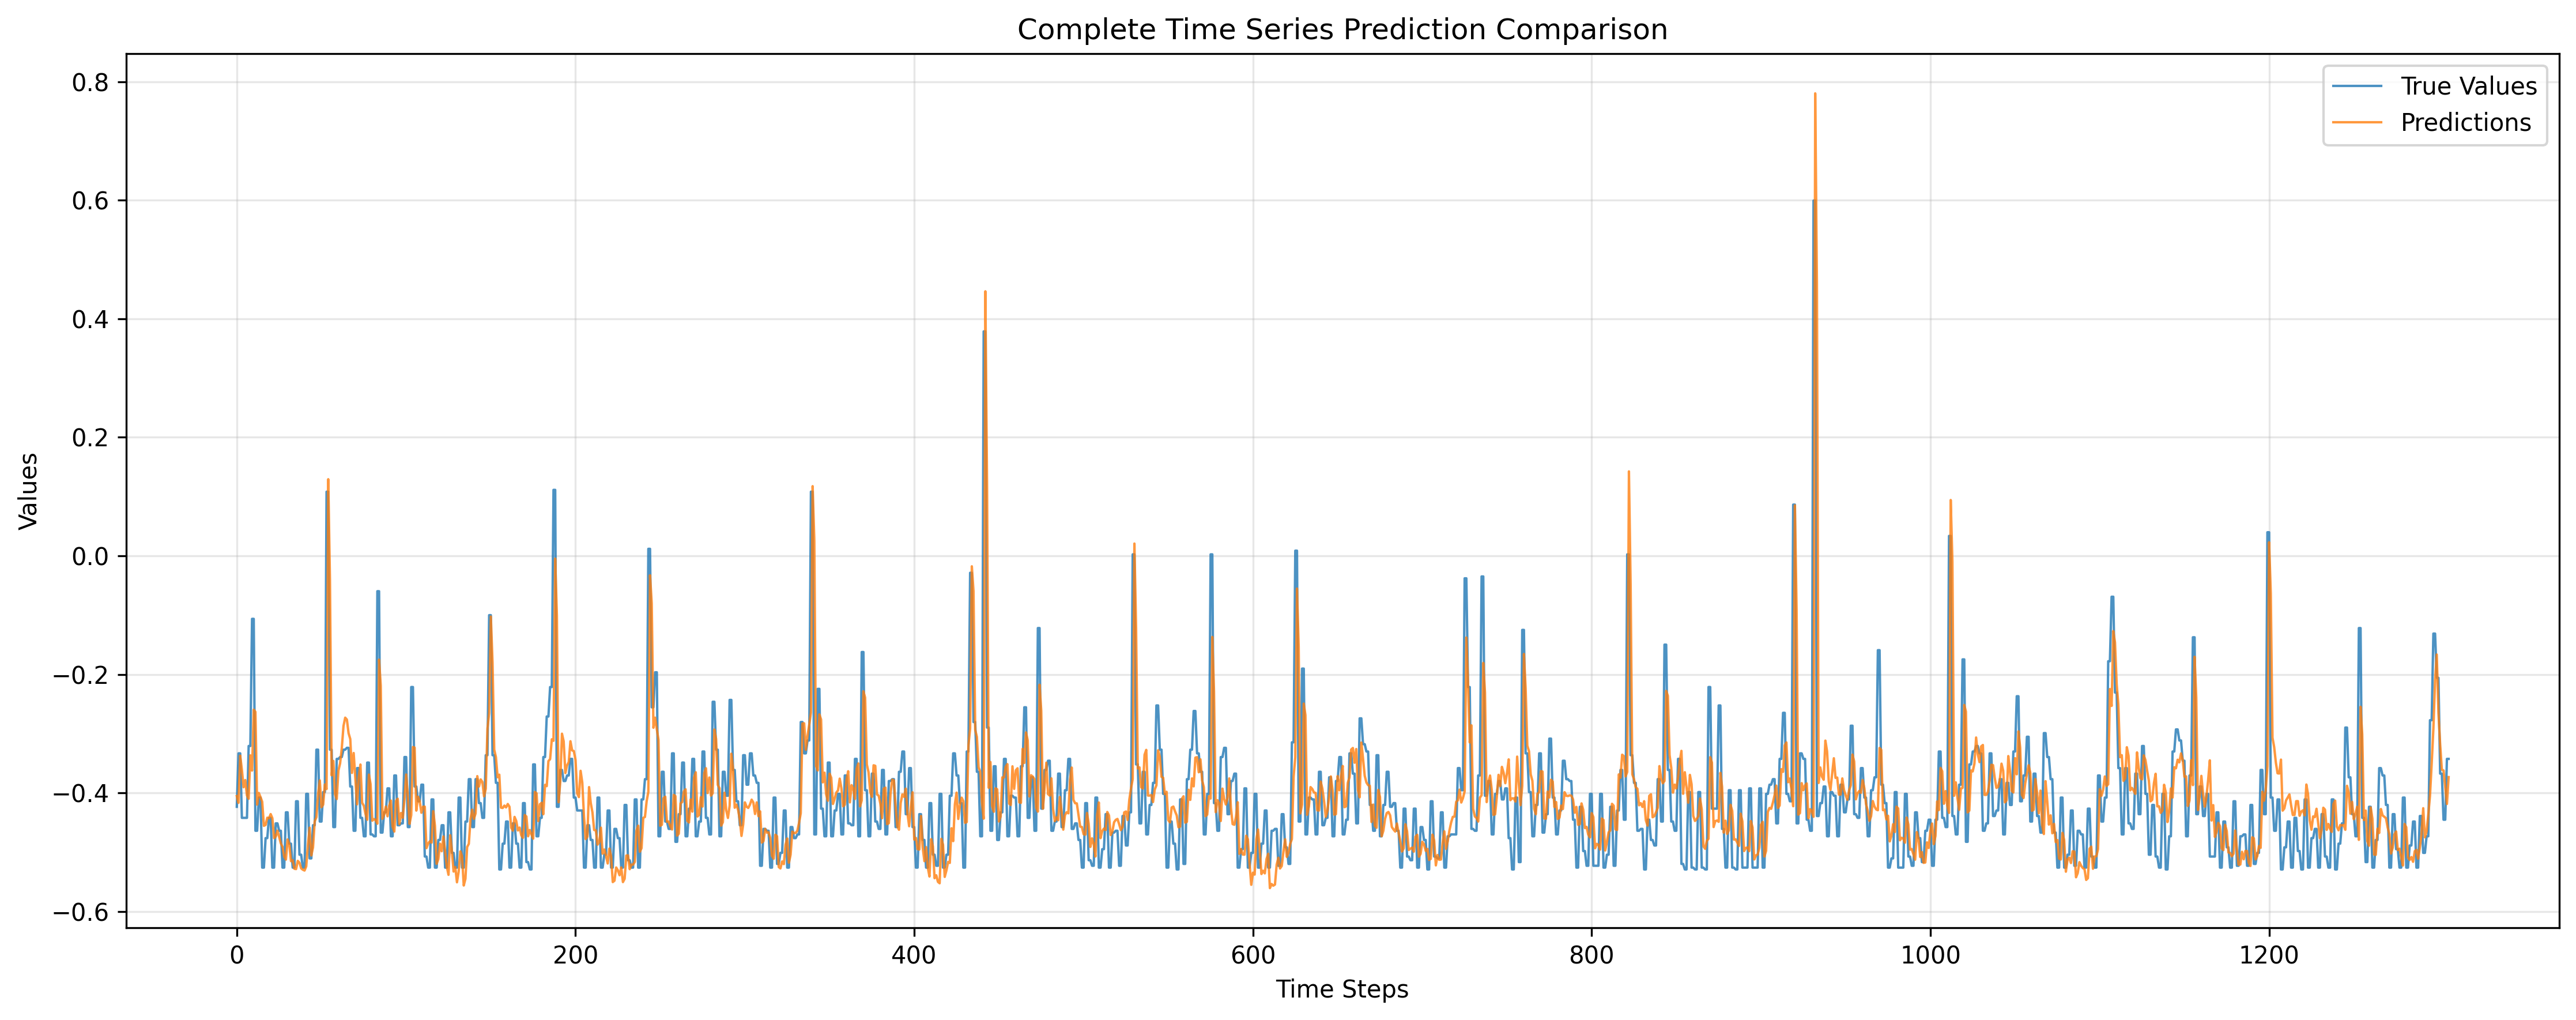 Complete Time Series Prediction Comparison
True Values
Predictions
Values
0.8
0.6
0.4
0.2
0.0
−0.2
−0.4
−0.6
0 200 400 600 800 1000 1200
Time Steps